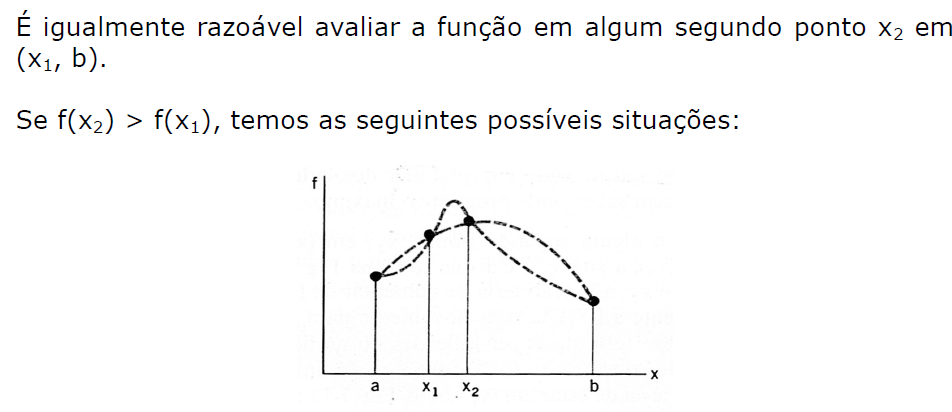 É igualmente razoável avaliar a função em algum segundo ponto x₂ em
(x₁, b).
Se f(x₂) > f(x₁), temos as seguintes possíveis situações:
f
x
a
x₁
x₂
b